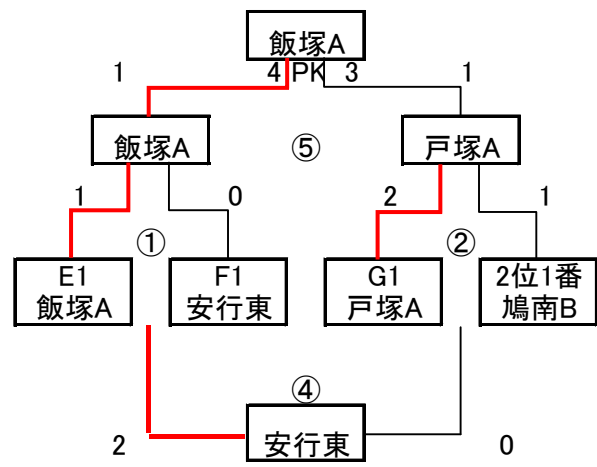 飯塚A
1 4 PK 3 1
飯塚A ⑤ 戸塚A
1 0 2 1
① ②
E1 F1 G1 2位1番
飯塚A 安行東 戸塚A 鳩南B
④
2 安行東 0